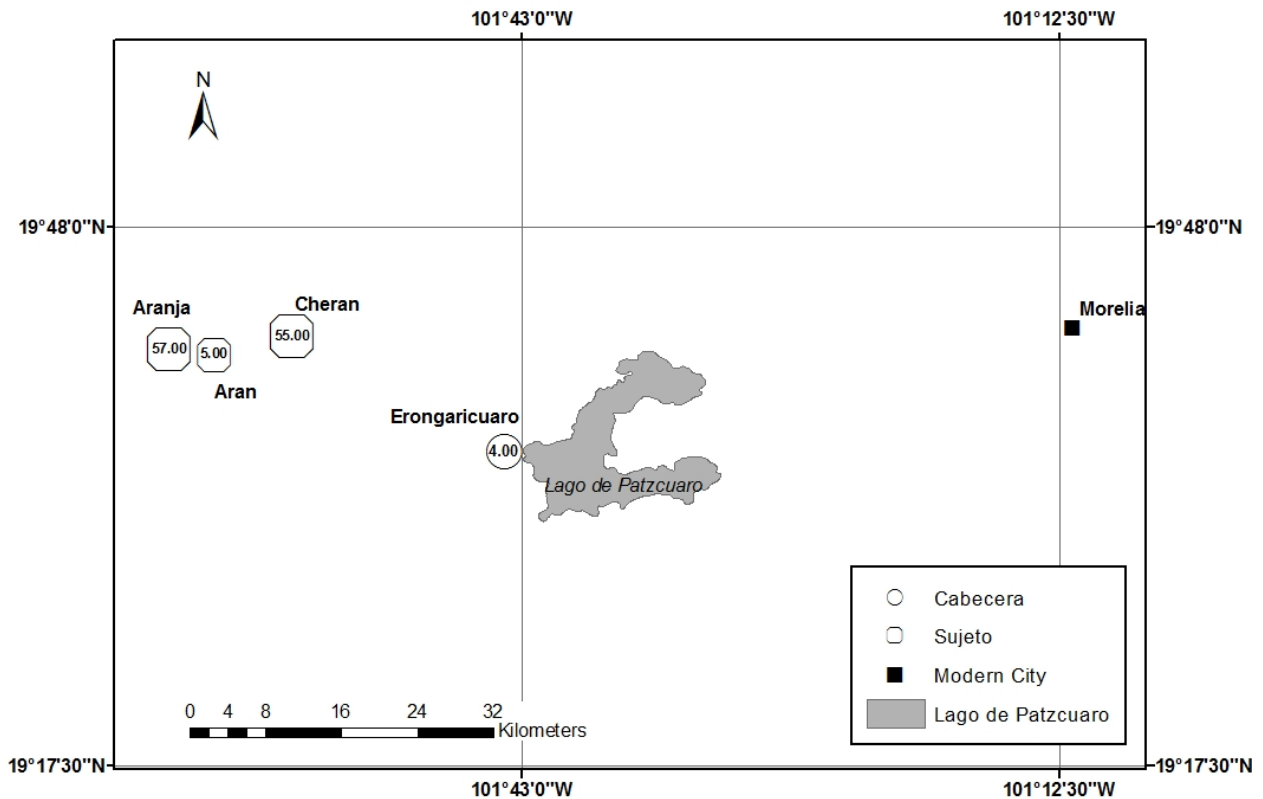 101°43'0"W 101°12'30"W
N
19°48'0"N 19°48'0"N
Aranja Cheran Morelia
57.00 5.00 55.00
Aran
Erongaricuaro
4.00
Lago de Patzcuaro
Cabecera
Sujeto
Modern City
Lago de Patzcuaro
0 4 8 16 24 32
Kilometers
19°17'30"N 19°17'30"N
101°43'0"W 101°12'30"W